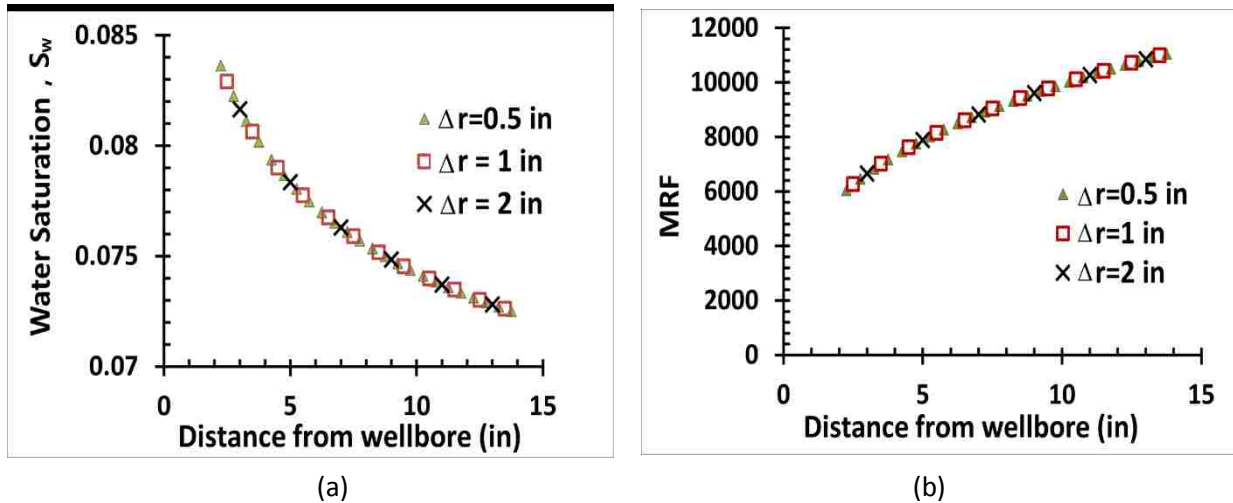 0.085
0.08
0.075
0.07
Water Saturation , Sw
Δr=0.5 in
Δr = 1 in
Δr = 2 in
0 5 10 15
Distance from wellbore (in)
(a)
12000
10000
8000
6000
4000
2000
0
MRF
Δr=0.5 in
Δr=1 in
Δr=2 in
0 5 10 15
Distance from wellbore (in)
(b)